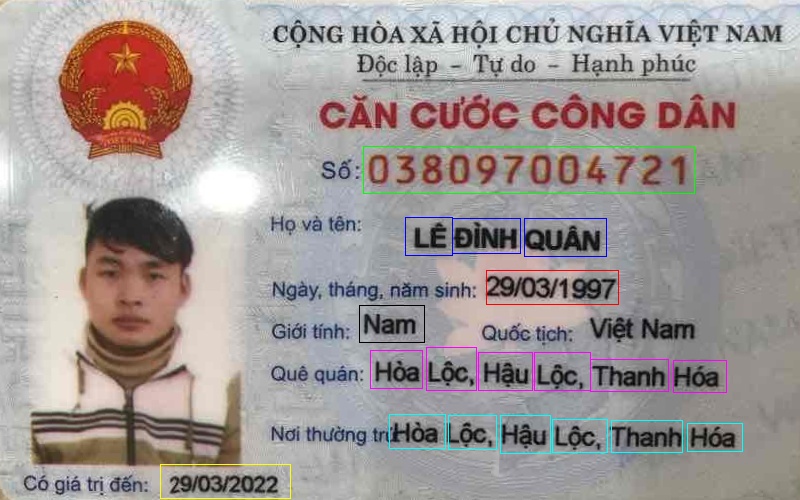 CỘNG HÒA XÃ HỘI CHỦ NGHĨA VIỆT NAM
Độc lập - Tự do - Hạnh phúc
CĂN CƯỚC CÔNG DÂN
Số: 038097004721
Họ và tên: LÊ ĐÌNH QUÂN
Ngày, tháng, năm sinh: 29/03/1997
Giới tính: Nam Quốc tịch: Việt Nam
Quê quán: Hòa Lộc, Hậu Lộc, Thanh Hóa
Nơi thường trú: Hòa Lộc, Hậu Lộc, Thanh Hóa
Có giá trị đến: 29/03/2022